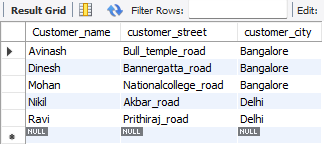 Result Grid Filter Rows: Edit:
Customer_name customer_street customer_city
Avinash Bull_temple_road Bangalore
Dinesh Bannergatta_road Bangalore
Mohan Nationalcollege_road Bangalore
Nikil Akbar_road Delhi
Ravi Prithiraj_road Delhi
NULL NULL NULL